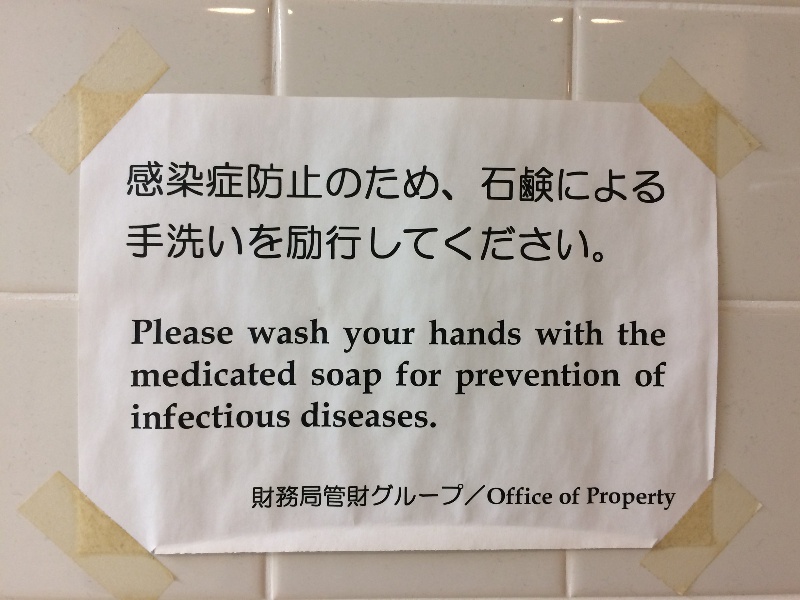 感染症防止のため、石鹸による
手洗いを励行してください。
Please wash your hands with the
medicated soap for prevention of
infectious diseases.
財務局管財グループ／Office of Property